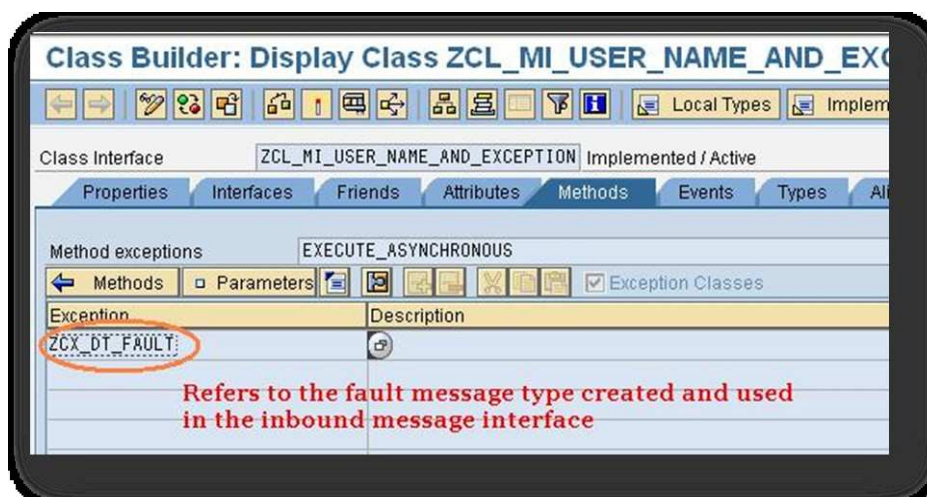 Class Builder: Display Class ZCL_MI_USER_NAME_AND_EXC
Local Types Implem
Class Interface ZCL_MI_USER_NAME_AND_EXCEPTION Implemented / Active
Properties Interfaces Friends Attributes Methods Events Types Ali
Method exceptions EXECUTE_ASYNCHRONOUS
Methods Parameters Exception Classes
Exception Description
ZCX_DT_FAULT
Refers to the fault message type created and used
in the inbound message interface